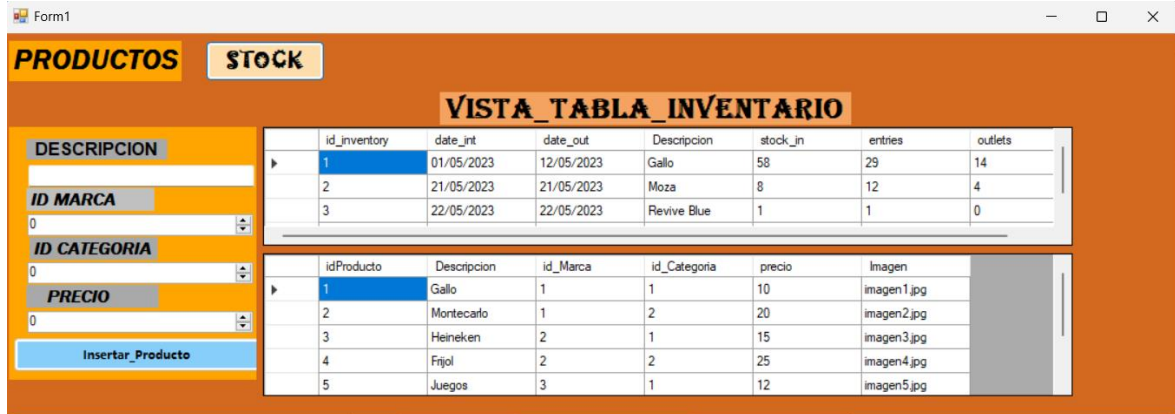 Form1
PRODUCTOS STOCK
VISTA_TABLA_INVENTARIO
DESCRIPCION
ID MARCA
0
ID CATEGORIA
0
PRECIO
0
Insertar_Producto
id_inventory date_int date_out Descripcion stock_in entries outlets
1 01/05/2023 12/05/2023 Gallo 58 29 14
2 21/05/2023 21/05/2023 Moza 8 12 4
3 22/05/2023 22/05/2023 Revive Blue 1 1 0
idProducto Descripcion id_Marca id_Categoria precio Imagen
1 Gallo 1 1 10 imagen1.jpg
2 Montecarlo 1 2 20 imagen2.jpg
3 Heineken 2 1 15 imagen3.jpg
4 Frijol 2 2 25 imagen4.jpg
5 Juegos 3 1 12 imagen5.jpg